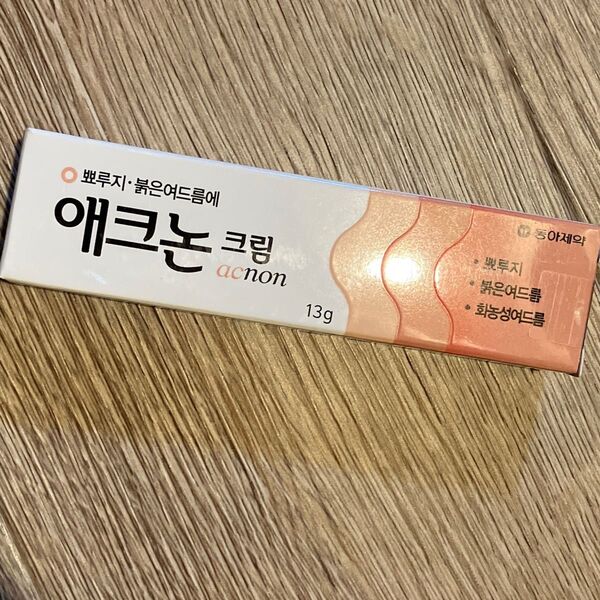 뾰루지·붉은여드름에
애크논 크림
acnon
13g
동아제약
• 뾰루지
• 붉은여드름
• 화농성여드름